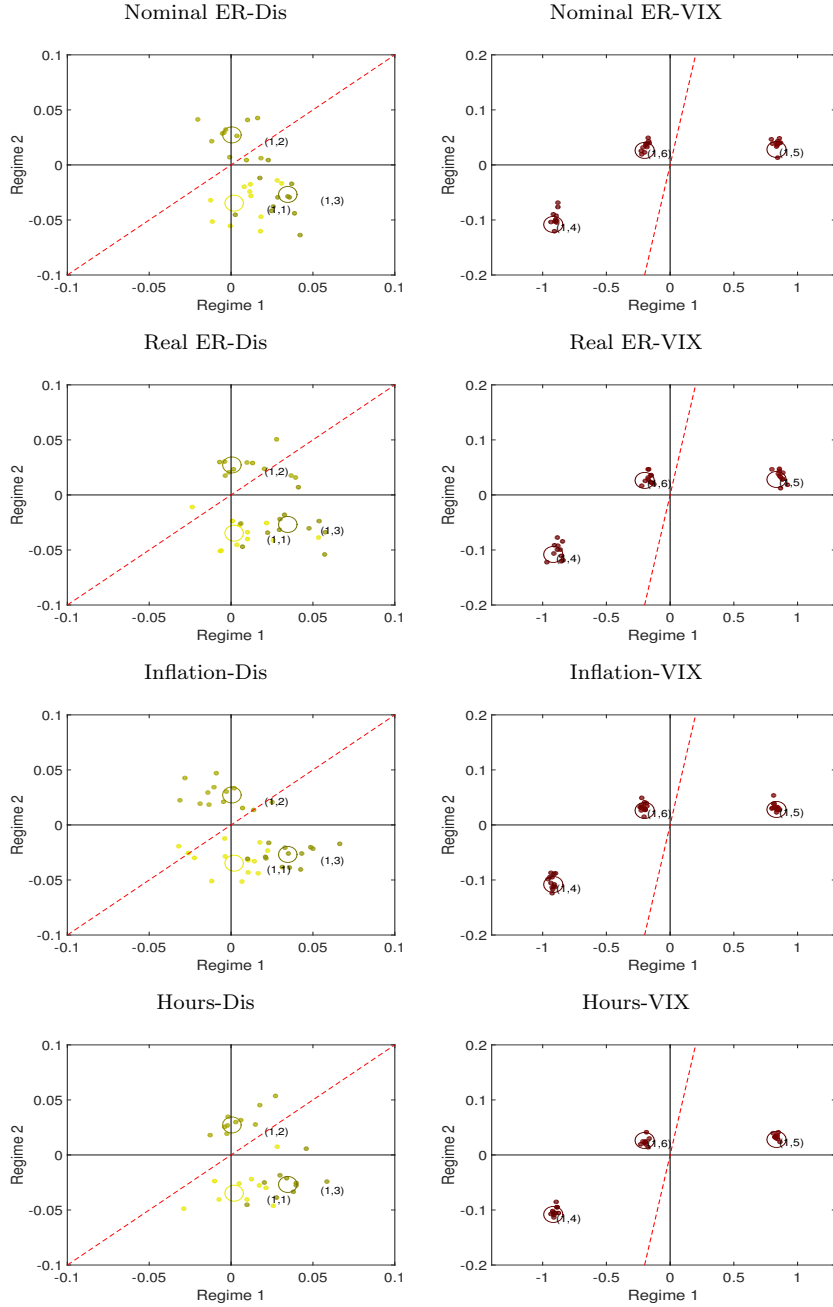 Nominal ER-Dis
0.1
0.05
0
-0.05
-0.1
Regime 2
(1,2)
(1,1)
(1,3)
-0.1 -0.05 0 0.05 0.1
Regime 1
Nominal ER-VIX
0.2
0.1
0
-0.1
-0.2
Regime 2
(1,6)
(1,5)
(1,4)
-1 -0.5 0 0.5 1
Regime 1
Real ER-Dis
0.1
0.05
0
-0.05
-0.1
Regime 2
(1,2)
(1,1)
(1,3)
-0.1 -0.05 0 0.05 0.1
Regime 1
Real ER-VIX
0.2
0.1
0
-0.1
-0.2
Regime 2
(1,6)
(1,5)
(1,4)
-1 -0.5 0 0.5 1
Regime 1
Inflation-Dis
0.1
0.05
0
-0.05
-0.1
Regime 2
(1,2)
(1,1)
(1,3)
-0.1 -0.05 0 0.05 0.1
Regime 1
Inflation-VIX
0.2
0.1
0
-0.1
-0.2
Regime 2
(1,6)
(1,5)
(1,4)
-1 -0.5 0 0.5 1
Regime 1
Hours-Dis
0.1
0.05
0
-0.05
-0.1
Regime 2
(1,2)
(1,1)
(1,3)
-0.1 -0.05 0 0.05 0.1
Regime 1
Hours-VIX
0.2
0.1
0
-0.1
-0.2
Regime 2
(1,6)
(1,5)
(1,4)
-1 -0.5 0 0.5 1
Regime 1